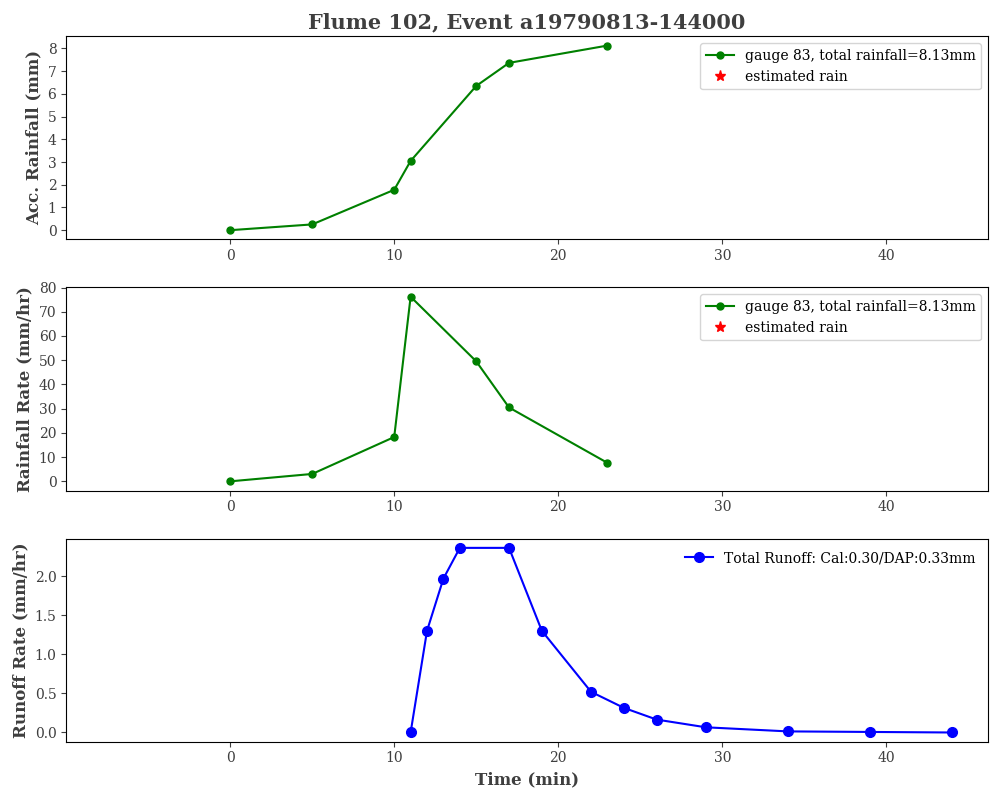 Flume 102, Event a19790813-144000
Acc. Rainfall (mm)
8
7
6
5
4
3
2
1
0
gauge 83, total rainfall=8.13mm
estimated rain
0 10 20 30 40
Rainfall Rate (mm/hr)
80
70
60
50
40
30
20
10
0
gauge 83, total rainfall=8.13mm
estimated rain
0 10 20 30 40
Runoff Rate (mm/hr)
2.0
1.5
1.0
0.5
0.0
Total Runoff: Cal:0.30/DAP:0.33mm
0 10 20 30 40
Time (min)